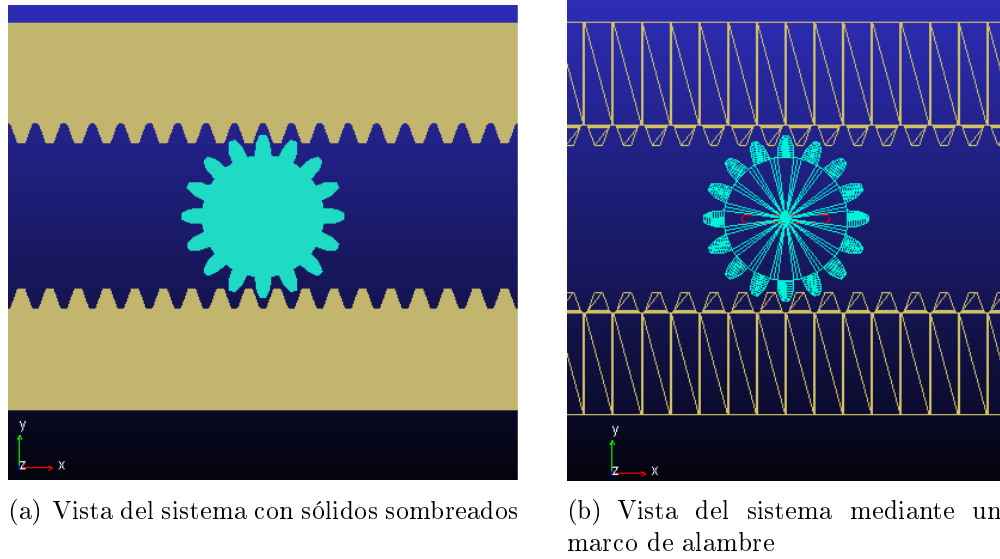 y
z x
y
z x
(a) Vista del sistema con sólidos sombreados
(b) Vista del sistema mediante un
marco de alambre